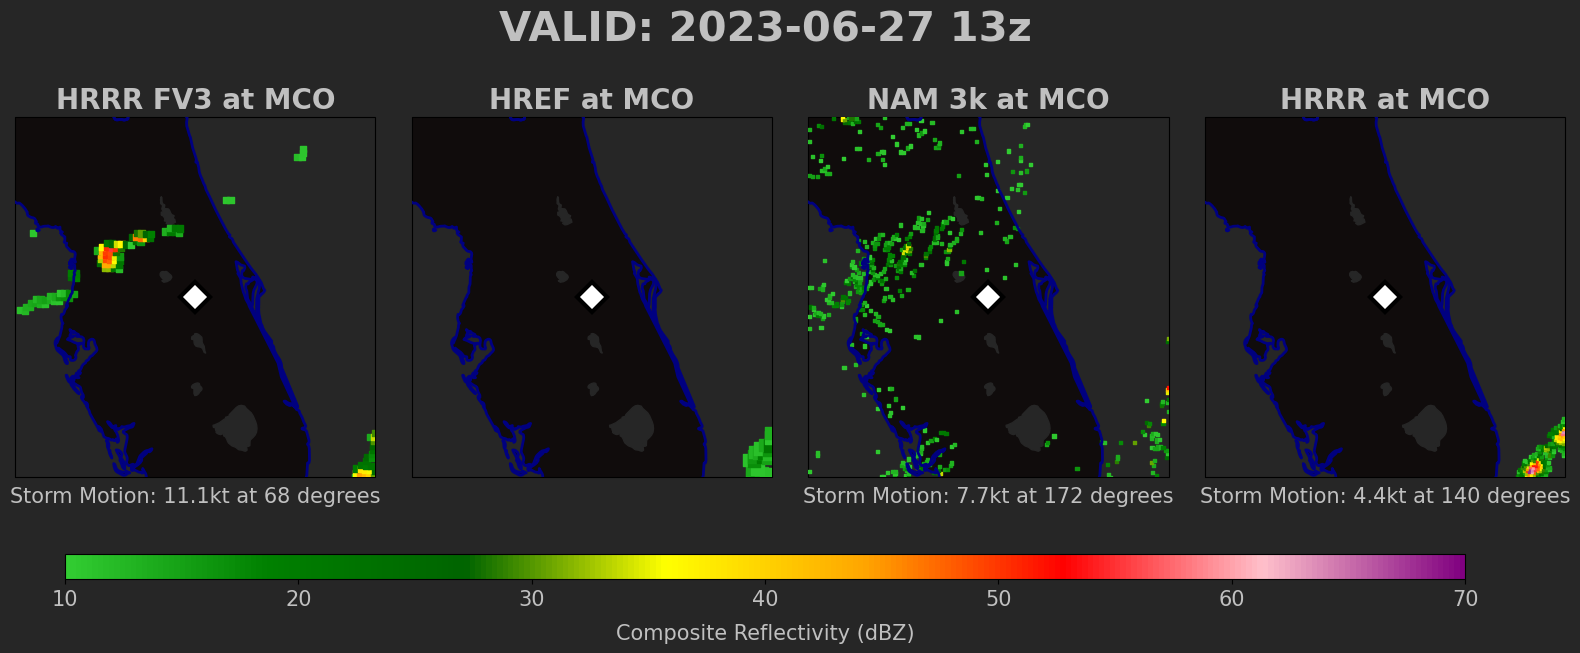 VALID: 2023-06-27 13z
HRRR FV3 at MCO
HREF at MCO
NAM 3k at MCO
HRRR at MCO
Storm Motion: 11.1kt at 68 degrees
Storm Motion: 7.7kt at 172 degrees
Storm Motion: 4.4kt at 140 degrees
10 20 30 40 50 60 70
Composite Reflectivity (dBZ)